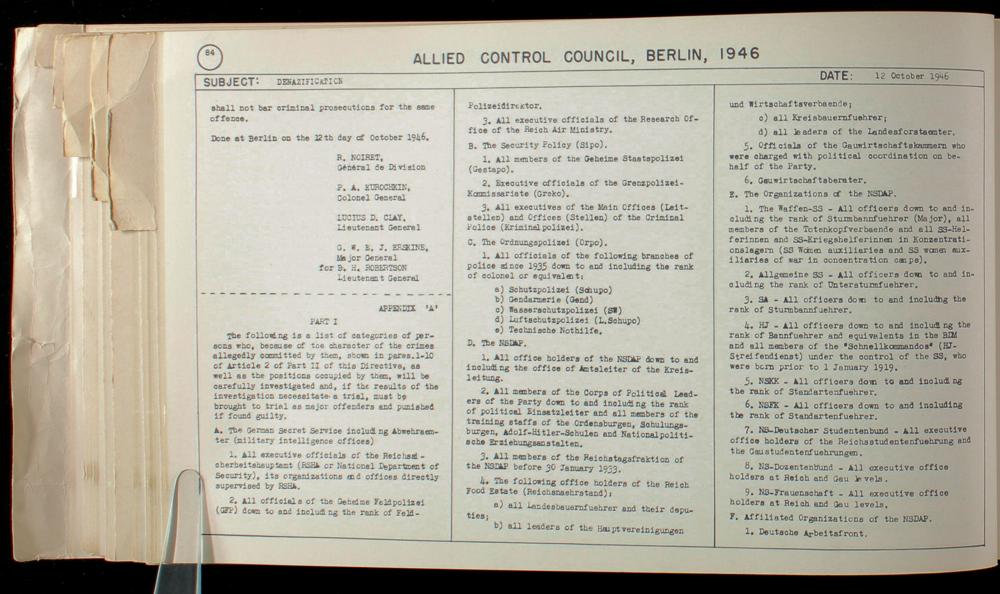 84
ALLIED CONTROL COUNCIL, BERLIN, 1946
SUBJECT: DENAZIFICATION
DATE: 12 October 1946
shall not bar criminal prosecutions for the same
offence.
Done at Berlin on the 12th day of October 1946.
R. NOIRET,
Général de Division
P. A. KUROCHKIN,
Colonel General
LUCIUS D. CLAY,
Lieutenant General
G. W. E. J. ERSKINE,
Major General
for B. H. ROBERTSON
Lieutenant General
APPENDIX 'A'
PART I
The following is a list of categories of per-
sons who, because of the character of the crimes
allegedly committed by them, shown in paras.1-10
of Article 2 of Part II of this Directive, as
well as the positions occupied by them, will be
carefully investigated and, if the results of the
investigation necessitate a trial, must be
brought to trial as major offenders and punished
if found guilty.
A. The German Secret Service including Abwehraem-
ter (military intelligence offices)
1. All executive officials of the Reichssi-
cherheitshauptamt (RSHA or National Department of
Security), its organizations and offices directly
supervised by RSHA.
2. All officials of the Geheime Feldpolizei
(GFP) down to and including the rank of Feld-
Polizeidirektor.
3. All executive officials of the Research Of-
fice of the Reich Air Ministry.
B. The Security Policy (Sipo).
1. All members of the Geheime Staatspolizei
(Gestapo).
2. Executive officials of the Grenzpolizei-
Kommissariate (Greko).
3. All executives of the Main Offices (Leit-
stellen) and Offices (Stellen) of the Criminal
Police (Kriminalpolizei).
C. The Ordnungspolizei (Orpo).
1. All officials of the following branches of
police since 1935 down to and including the rank
of colonel or equivalent:
a) Schutzpolizei (Schupo)
b) Gendarmerie (Gend)
c) Wasserschutzpolizei (SW)
d) Luftschutzpolizei (L.Schupo)
e) Technische Nothilfe.
D. The NSDAP.
1. All office holders of the NSDAP down to and
including the office of Amtsleiter of the Kreis-
leitung.
2. All members of the Corps of Political Lead-
ers of the Party down to and including the rank
of political Einsatzleiter and all members of the
training staffs of the Ordensburgen, Schulungs-
burgen, Adolf-Hitler-Schulen and Nationalpoliti-
sche Erziehungsanstalten.
3. All members of the Reichstagsfraktion of
the NSDAP before 30 January 1933.
4. The following office holders of the Reich
Food Estate (Reichsnaehrstand):
a) all Landesbauernfuehrer and their depu-
ties;
b) all leaders of the Hauptvereinigungen
und Wirtschaftsverbaende;
c) all Kreisbauernfuehrer;
d) all leaders of the Landesforstaemter.
5. Officials of the Gauwirtschaftskammern who
were charged with political coordination on be-
half of the Party.
6. Gauwirtschaftsberater.
E. The Organizations of the NSDAP.
1. The Waffen-SS - All officers down to and in-
cluding the rank of Sturmbannfuehrer (Major), all
members of the Totenkopfverbaende and all SS-Hel-
ferinnen and SS-Kriegshelferinnen in Konzentrati-
onslagern (SS Women auxiliaries and SS women aux-
iliaries of war in concentration camps).
2. Allgemeine SS - All officers down to and in-
cluding the rank of Untersturmfuehrer.
3. SA - All officers down to and including the
rank of Sturmbannfuehrer.
4. HJ - All officers down to and including the
rank of Bannfuehrer and equivalents in the BDM
and all members of the "Schnellkommandos" (HJ-
Streifendienst) under the control of the SS, who
were born prior to 1 January 1919.
5. NSKK - All officers down to and including
the rank of Standartenfuehrer.
6. NSFK - All officers down to and including
the rank of Standartenfuehrer.
7. NS-Deutscher Studentenbund - All executive
office holders of the Reichsstudentenfuehrung and
the Gaustudentenfuehrungen.
8. NS-Dozentenbund - All executive office
holders at Reich and Gau levels.
9. NS-Frauenschaft - All executive office
holders at Reich and Gau levels.
F. Affiliated Organizations of the NSDAP.
1. Deutsche Arbeitsfront.